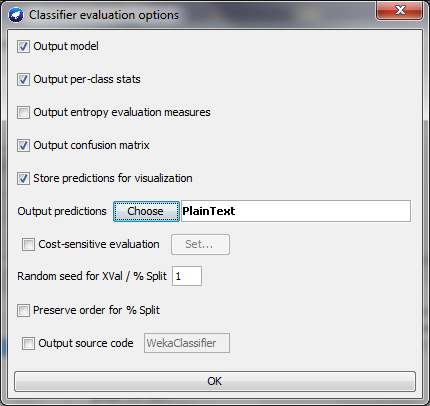 Classifier evaluation options
Output model
Output per-class stats
Output entropy evaluation measures
Output confusion matrix
Store predictions for visualization
Output predictions Choose PlainText
Cost-sensitive evaluation Set...
Random seed for XVal / % Split 1
Preserve order for % Split
Output source code WekaClassifier
OK